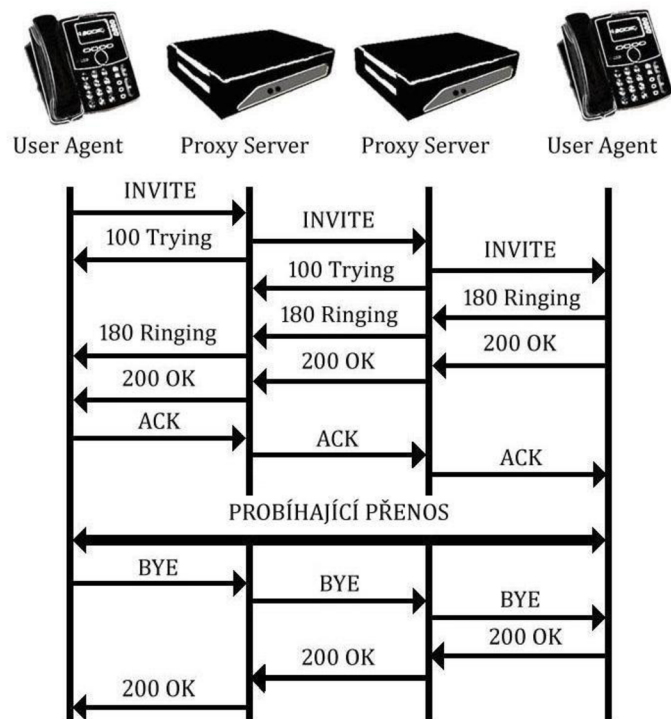 User Agent Proxy Server Proxy Server User Agent
INVITE
INVITE
100 Trying
INVITE
100 Trying
180 Ringing
180 Ringing
180 Ringing
200 OK
200 OK
200 OK
ACK
ACK
ACK
PROBÍHAJÍCÍ PŘENOS
BYE
BYE
BYE
200 OK
200 OK
200 OK